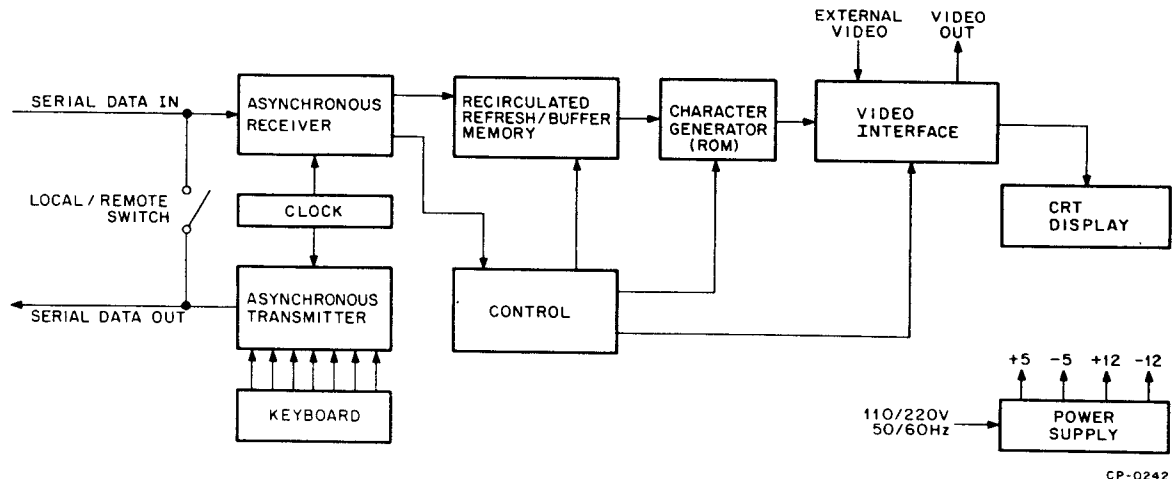 EXTERNAL
VIDEO
VIDEO
OUT
SERIAL DATA IN
ASYNCHRONOUS
RECEIVER
RECIRCULATED
REFRESH/BUFFER
MEMORY
CHARACTER
GENERATOR
(ROM)
VIDEO
INTERFACE
LOCAL/REMOTE
SWITCH
CLOCK
CRT
DISPLAY
SERIAL DATA OUT
ASYNCHRONOUS
TRANSMITTER
CONTROL
KEYBOARD
+5 -5 +12 -12
110/220V
50/60Hz
POWER
SUPPLY
CP-0242